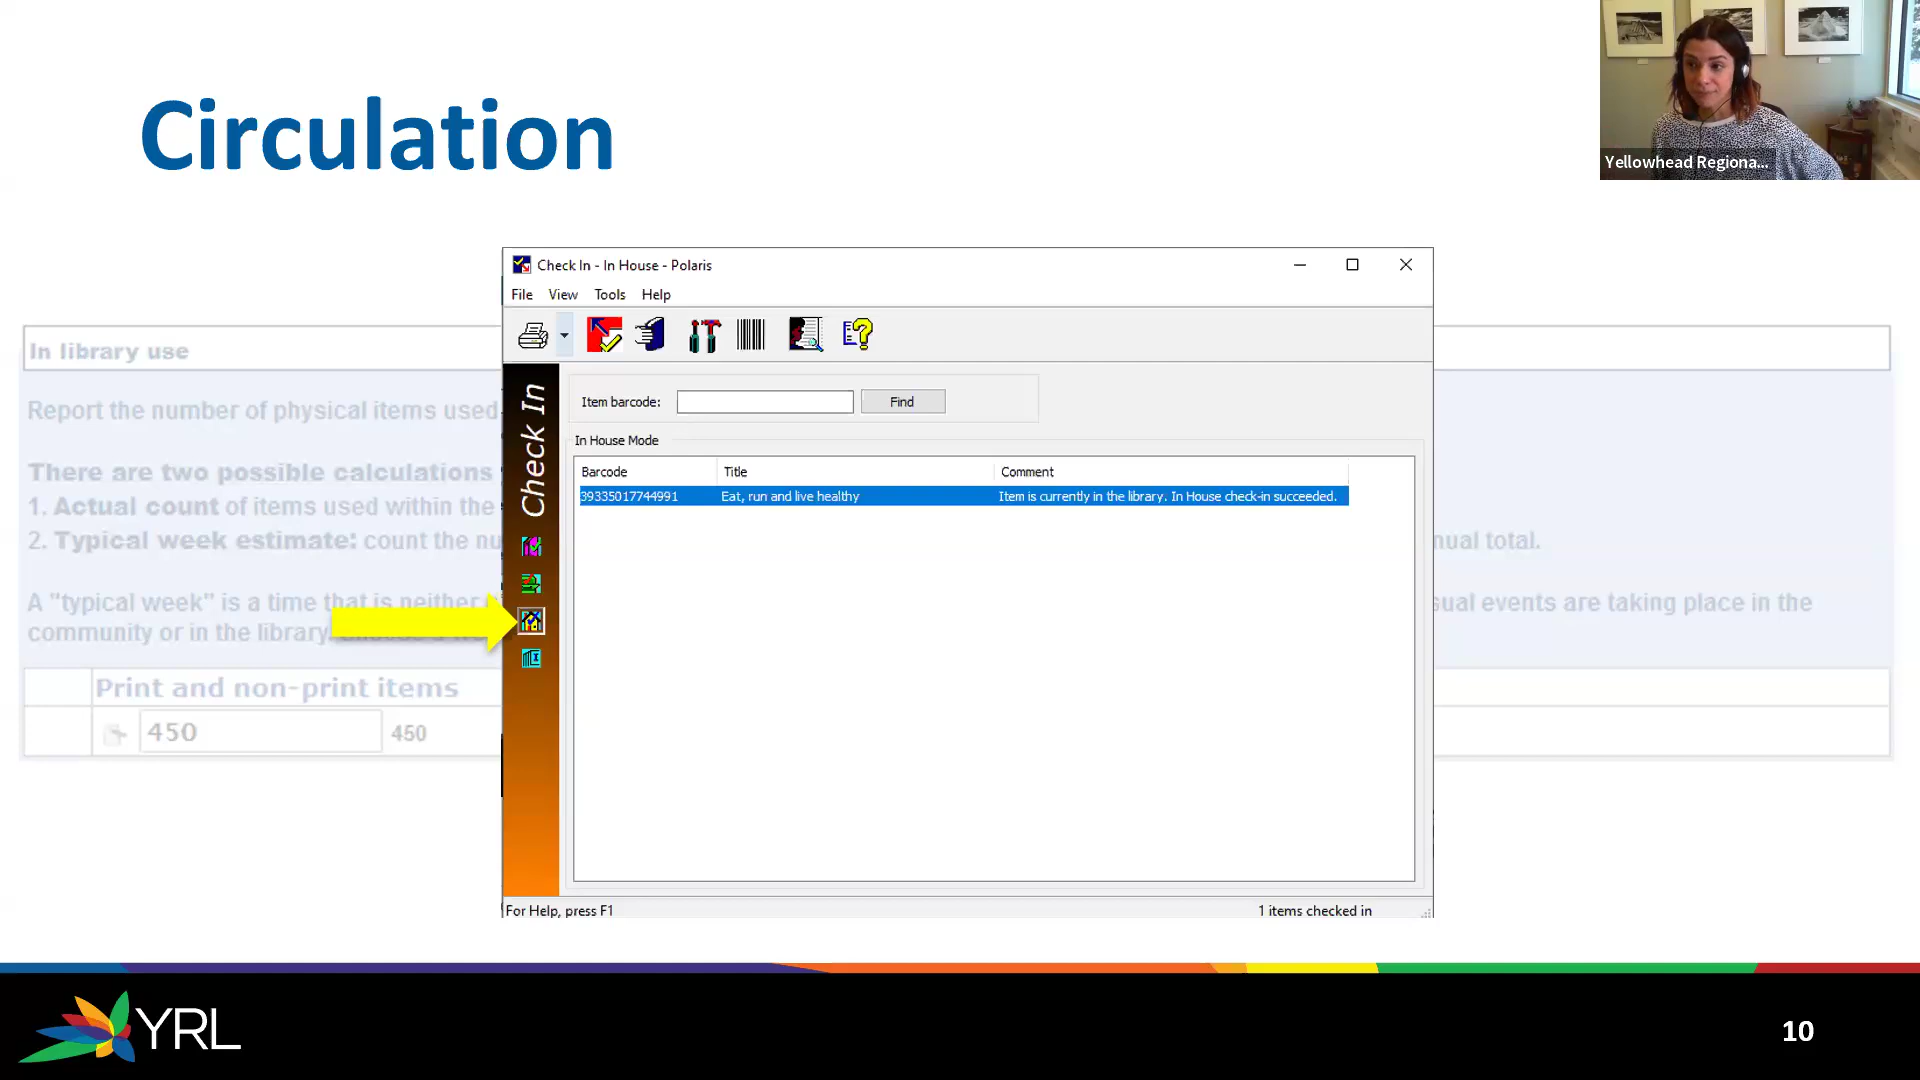 Circulation
Yellowhead Regiona...
Check In - In House - Polaris
File View Tools Help
Check In
Item barcode: Find
In House Mode
Barcode Title Comment
39335017744991 Eat, run and live healthy Item is currently in the library. In House check-in succeeded.
For Help, press F1 1 items checked in
In library use
Report the number of physical items used
There are two possible calculations
1. Actual count of items used within the
2. Typical week estimate: count the nual total.
A "typical week" is a time that is neither sual events are taking place in the
community or in the library.
Print and non-print items
450 450
YRL
10